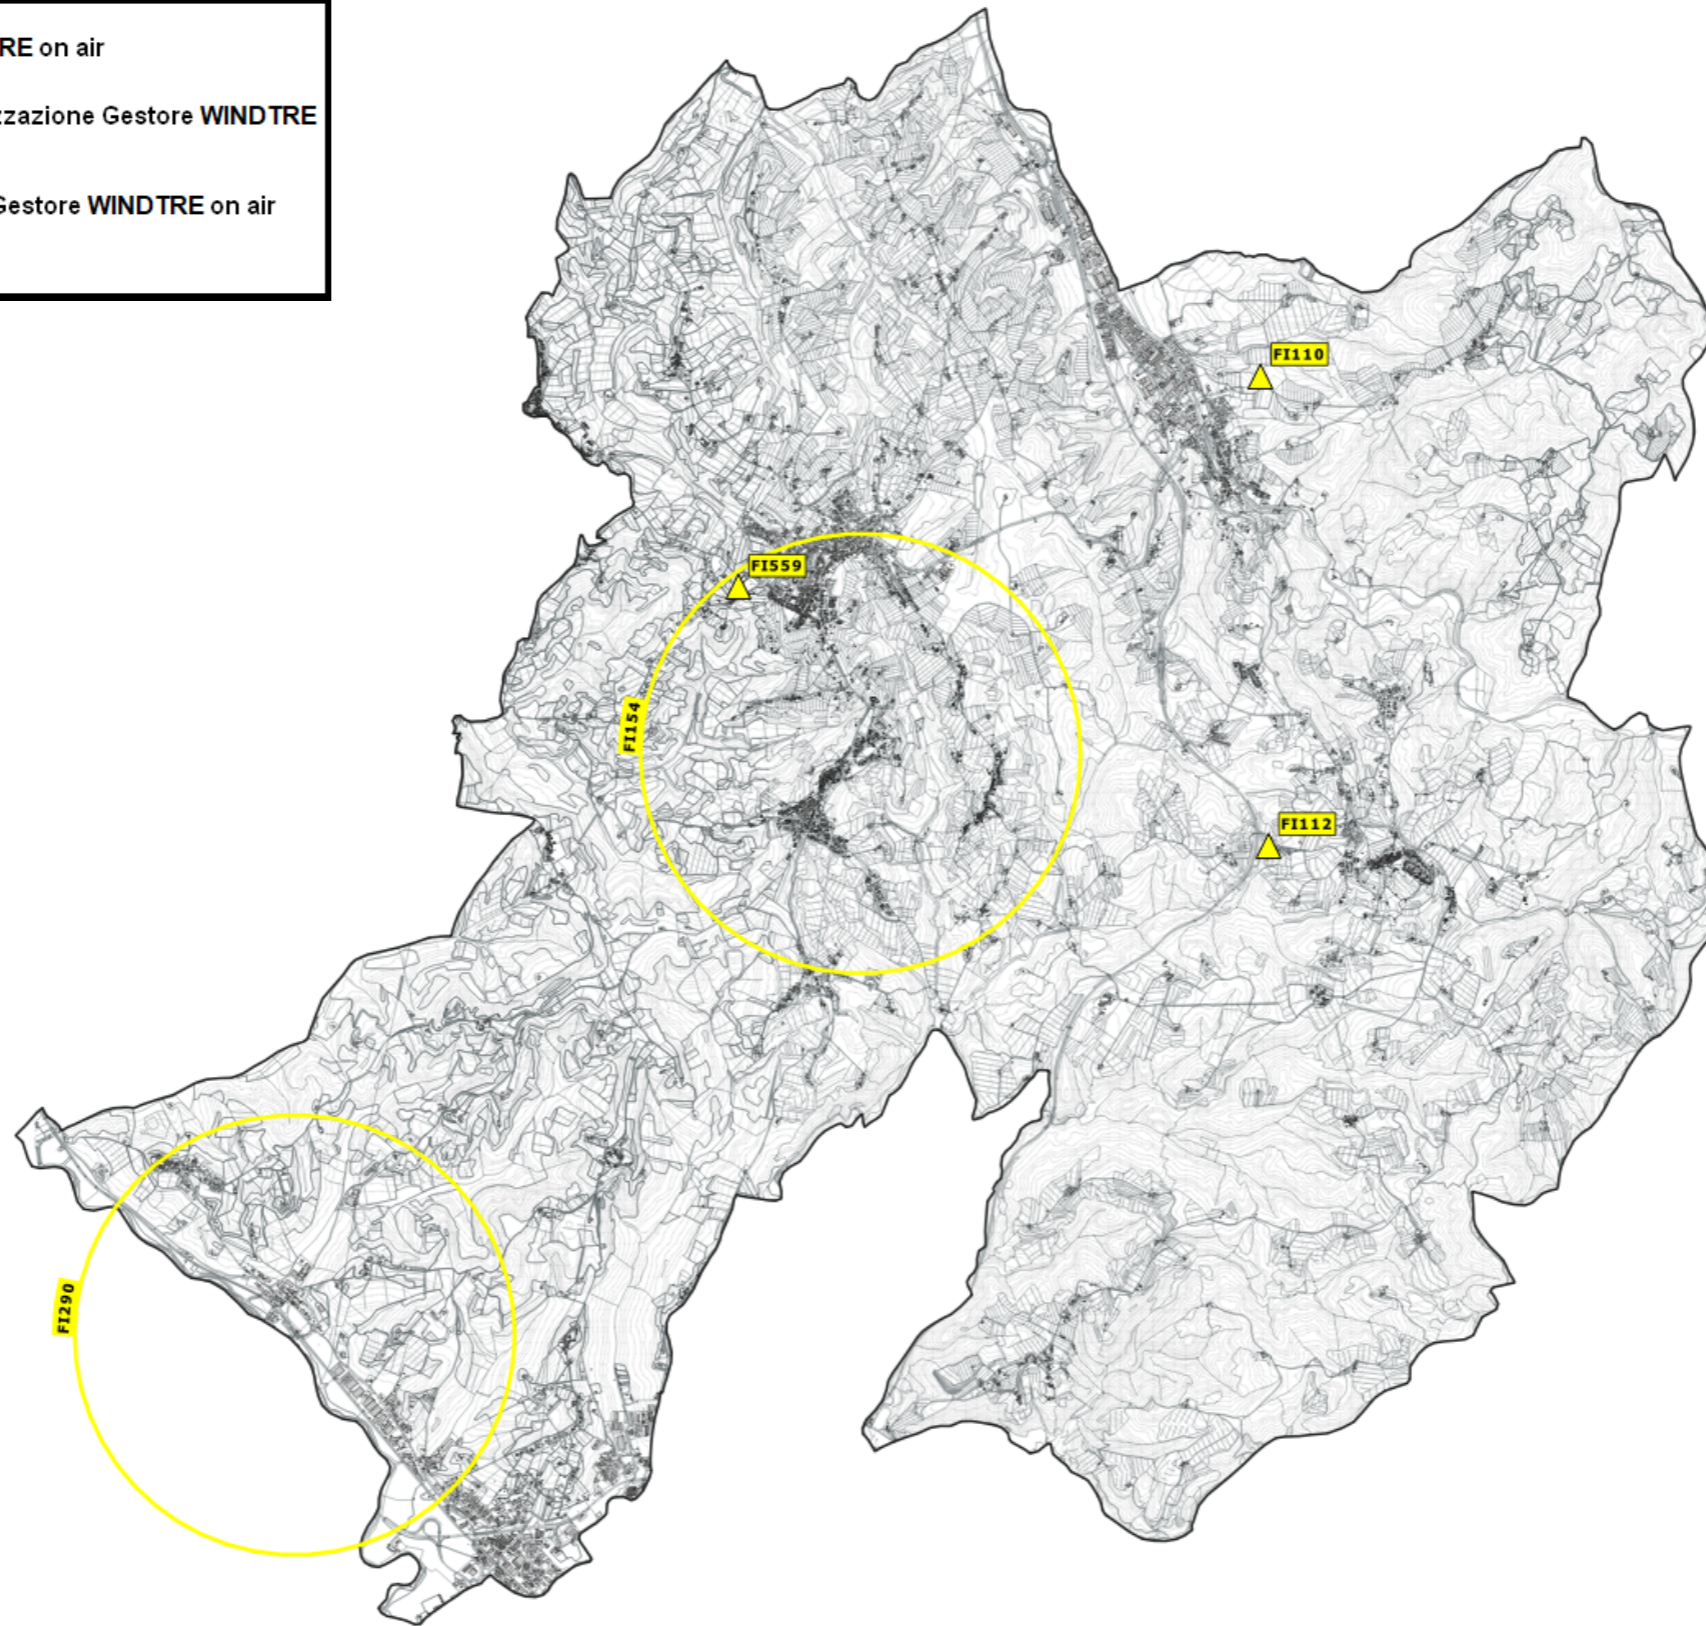 RE on air
zzazione Gestore WINDTRE
Gestore WINDTRE on air
FI110
FI559
FI154
FI112
FI290